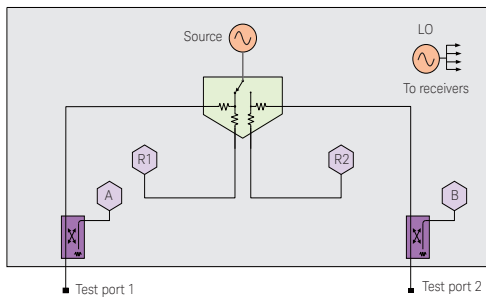 Source
LO
To receivers
R1
R2
A
B
Test port 1
Test port 2